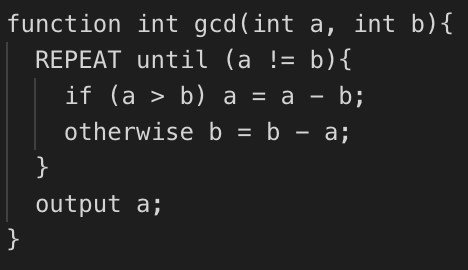 function int gcd(int a, int b){
REPEAT until (a != b){
if (a > b) a = a - b;
otherwise b = b - a;
}
output a;
}